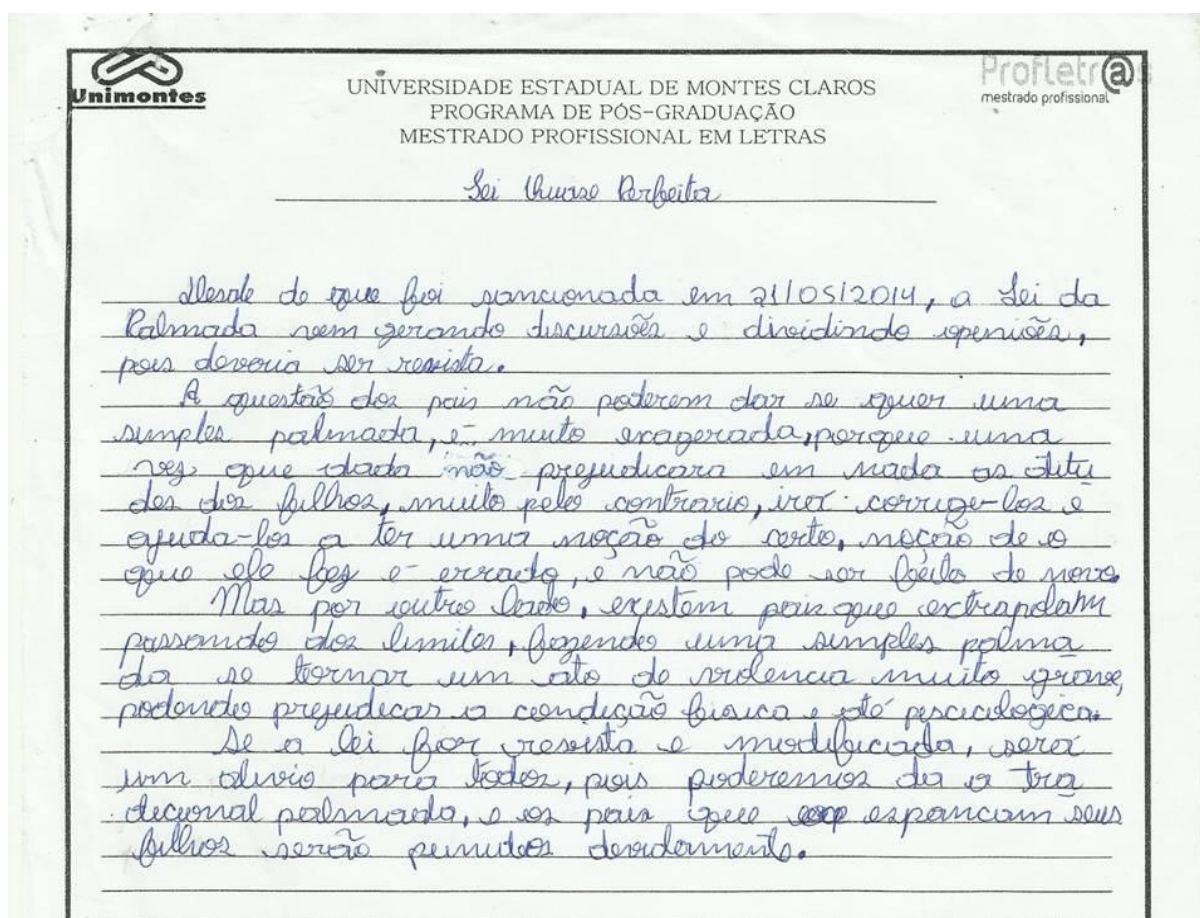 Unimontes
UNIVERSIDADE ESTADUAL DE MONTES CLAROS
PROGRAMA DE PÓS-GRADUAÇÃO
MESTRADO PROFISSIONAL EM LETRAS
ProfLetr@s
mestrado profissional
Lei Quase Perfeita
Desde de que foi sancionada em 21/05/2014, a Lei da
Palmada vem gerando discursões e dividindo openiões,
pois deveria ser revista.
A questão dos pais não poderem dar se quer uma
simples palmada, é muito exagerada, porque uma
vez que dada não prejudicara em nada as atitu
des dos filhos, muito pelo contrario, irá corrige-los e
ajuda-los a ter uma noção do certo, noção de o
que ele fez é errado, e não pode ser feito de novo.
Mas por outro lado, existem pais que extrapolam
passando dos limites, fazendo uma simples palma
da se tornar um ato de violencia muito grave,
podendo prejudicar a condição fisica e até pscicologica.
Se a lei for revista e modificada, será
um alivio para todos, pois poderemos da a tra
dicional palmada, e os pais que espancam seus
filhos serão punidos devidamente.